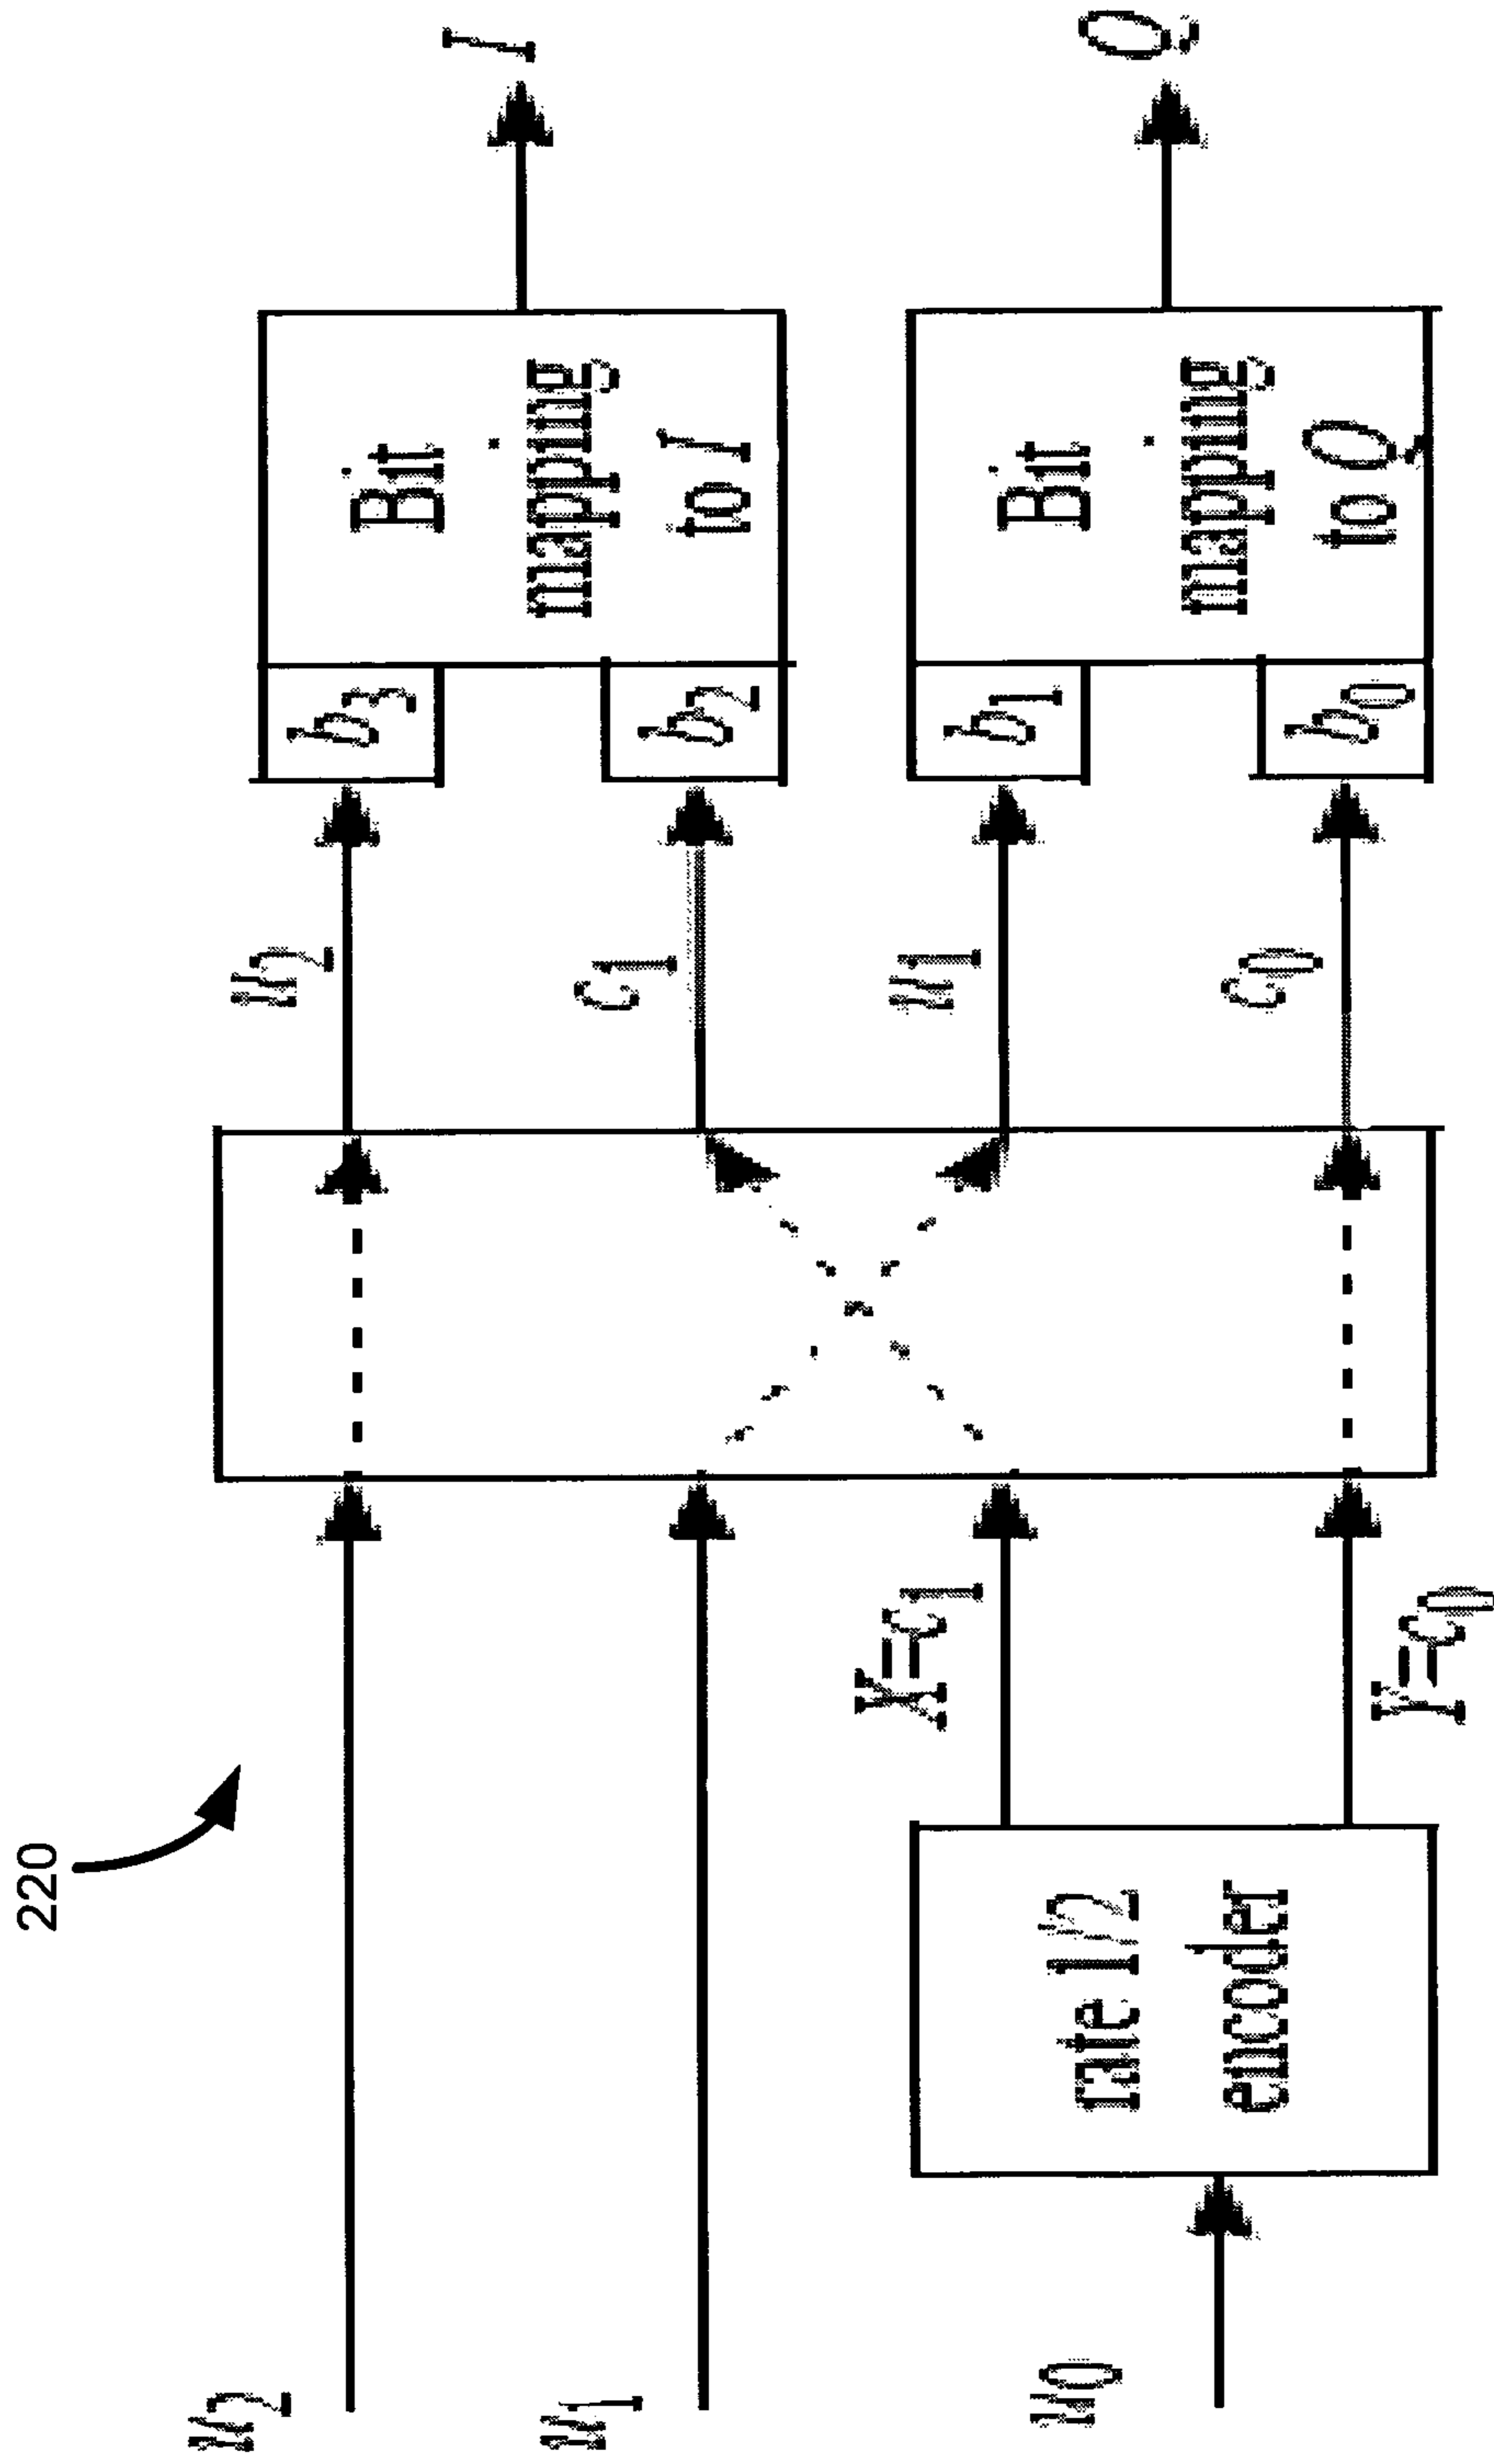 220
u2
u1
u0
rate 1/2
encoder
X=c1
Y=c0
u2
c1
u1
c0
b3
b2
b1
b0
Bit
mapping
to I
Bit
mapping
to Q
I
Q